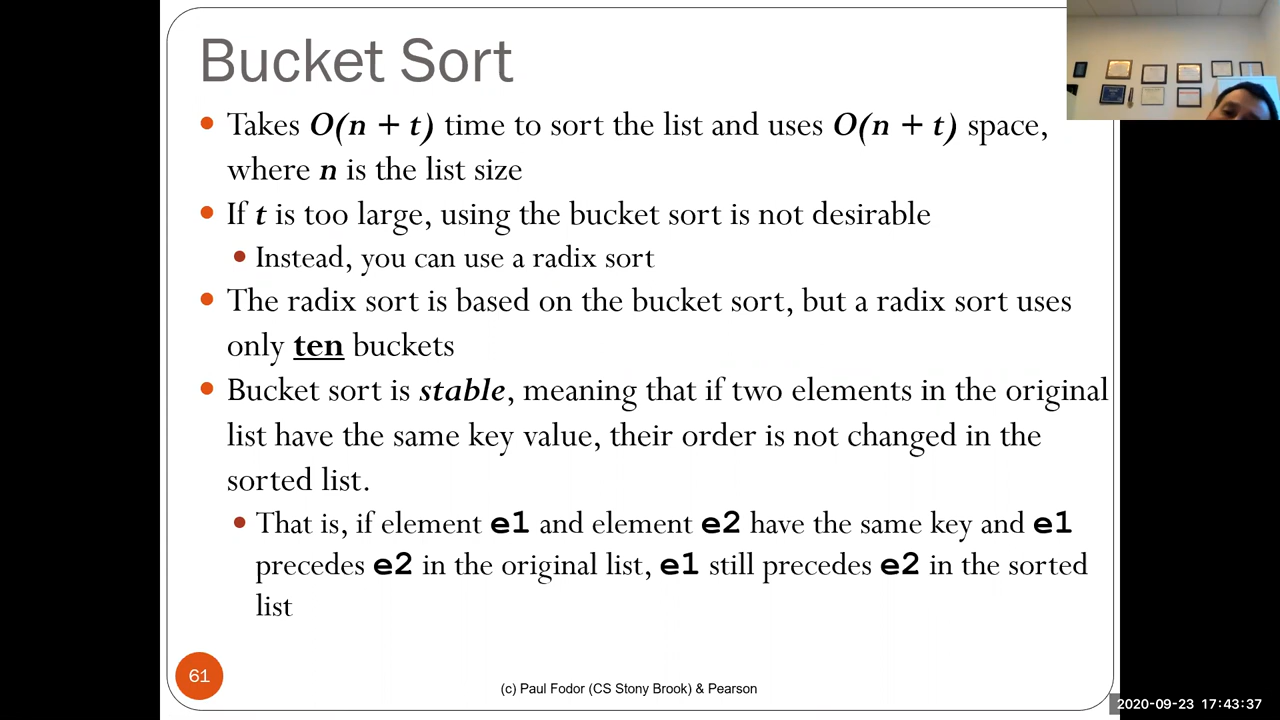 Bucket Sort
Takes O(n + t) time to sort the list and uses O(n + t) space,
where n is the list size
If t is too large, using the bucket sort is not desirable
Instead, you can use a radix sort
The radix sort is based on the bucket sort, but a radix sort uses
only ten buckets
Bucket sort is stable, meaning that if two elements in the original
list have the same key value, their order is not changed in the
sorted list.
That is, if element e1 and element e2 have the same key and e1
precedes e2 in the original list, e1 still precedes e2 in the sorted
list
61
(c) Paul Fodor (CS Stony Brook) & Pearson
2020-09-23 17:43:37